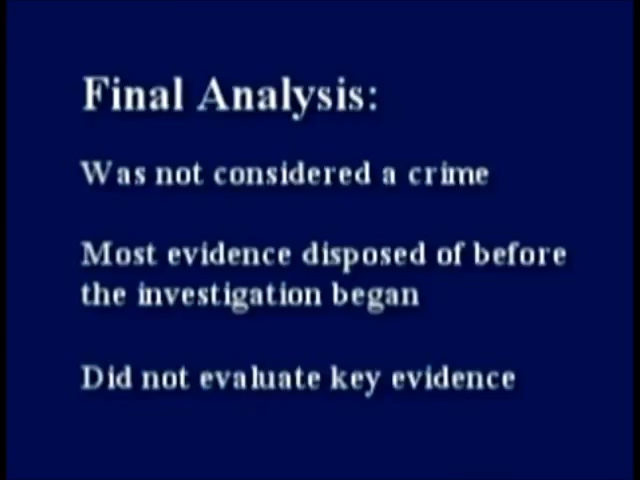 Final Analysis:
Was not considered a crime
Most evidence disposed of before
the investigation began
Did not evaluate key evidence